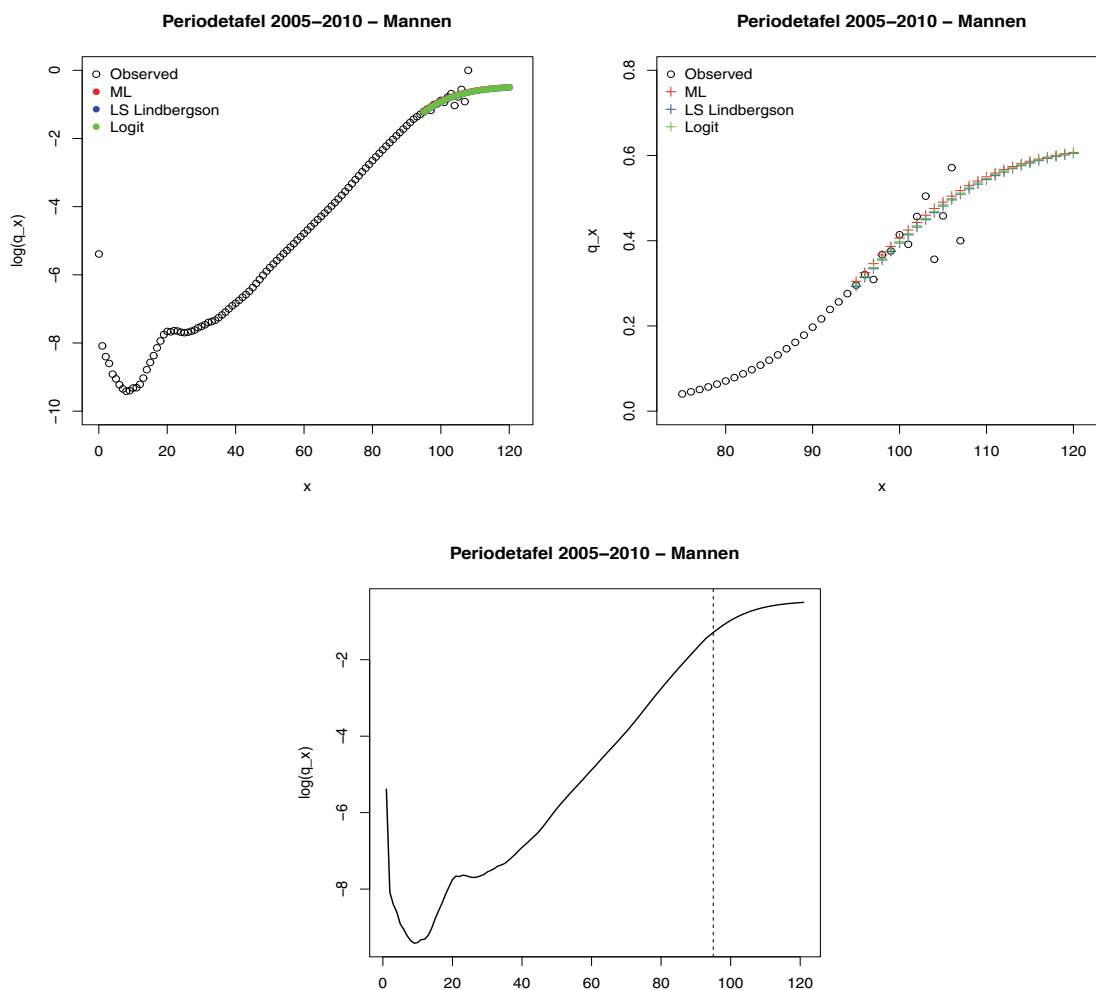 Periodetafel 2005–2010 – Mannen
Observed
ML
LS Lindbergson
Logit
log(q_x)
0
-2
-4
-6
-8
-10
0 20 40 60 80 100 120
x
Periodetafel 2005–2010 – Mannen
Observed
ML
LS Lindbergson
Logit
q_x
0.8
0.6
0.4
0.2
0.0
80 90 100 110 120
x
Periodetafel 2005–2010 – Mannen
log(q_x)
-2
-4
-6
-8
0 20 40 60 80 100 120